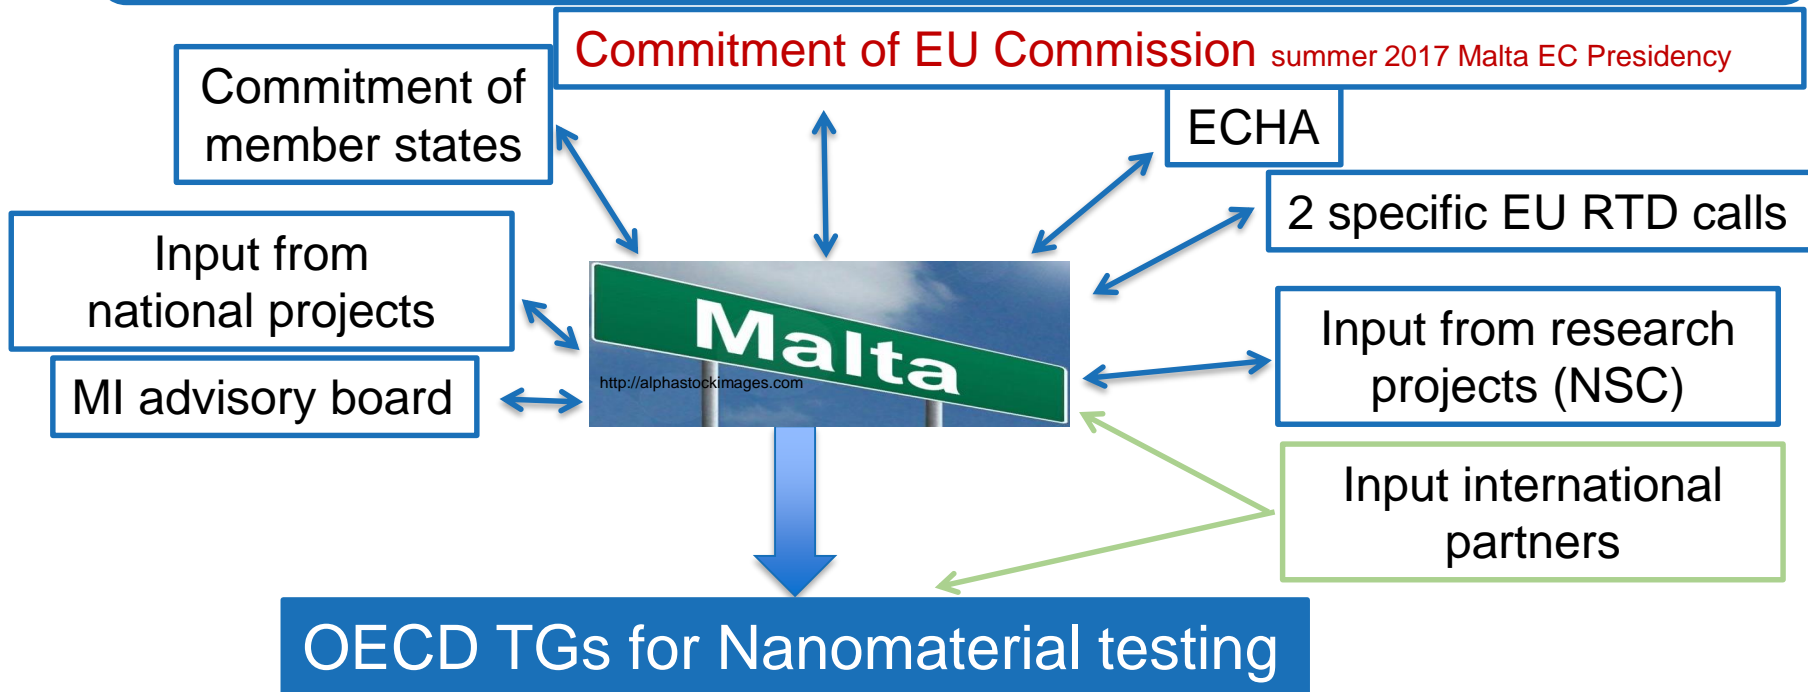 Commitment of EU Commission summer 2017 Malta EC Presidency
Commitment of
member states
ECHA
2 specific EU RTD calls
Input from
national projects
Malta
http://alphastockimages.com
Input from research
projects (NSC)
MI advisory board
Input international
partners
OECD TGs for Nanomaterial testing